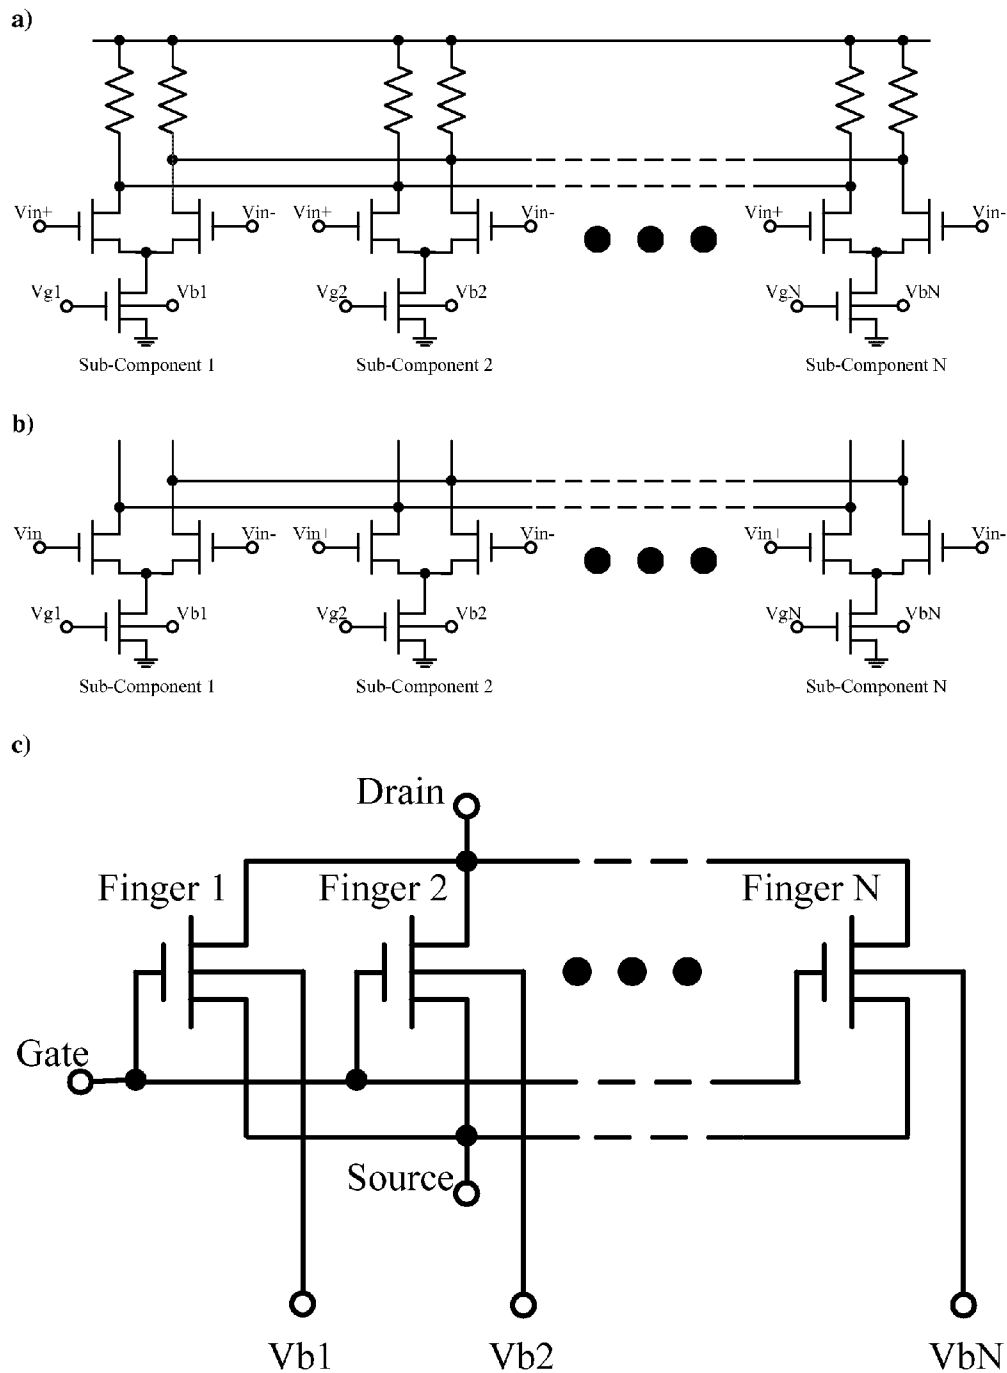 a)
Vin+ Vin- Vin+ Vin- Vin+ Vin-
Vg1 Vb1 Vg2 Vb2 VgN VbN
Sub-Component 1 Sub-Component 2 Sub-Component N
b)
Vin Vin- Vin+ Vin- Vin+ Vin-
Vg1 Vb1 Vg2 Vb2 VgN VbN
Sub-Component 1 Sub-Component 2 Sub-Component N
c)
Drain
Finger 1 Finger 2 Finger N
Gate
Source
Vb1 Vb2 VbN